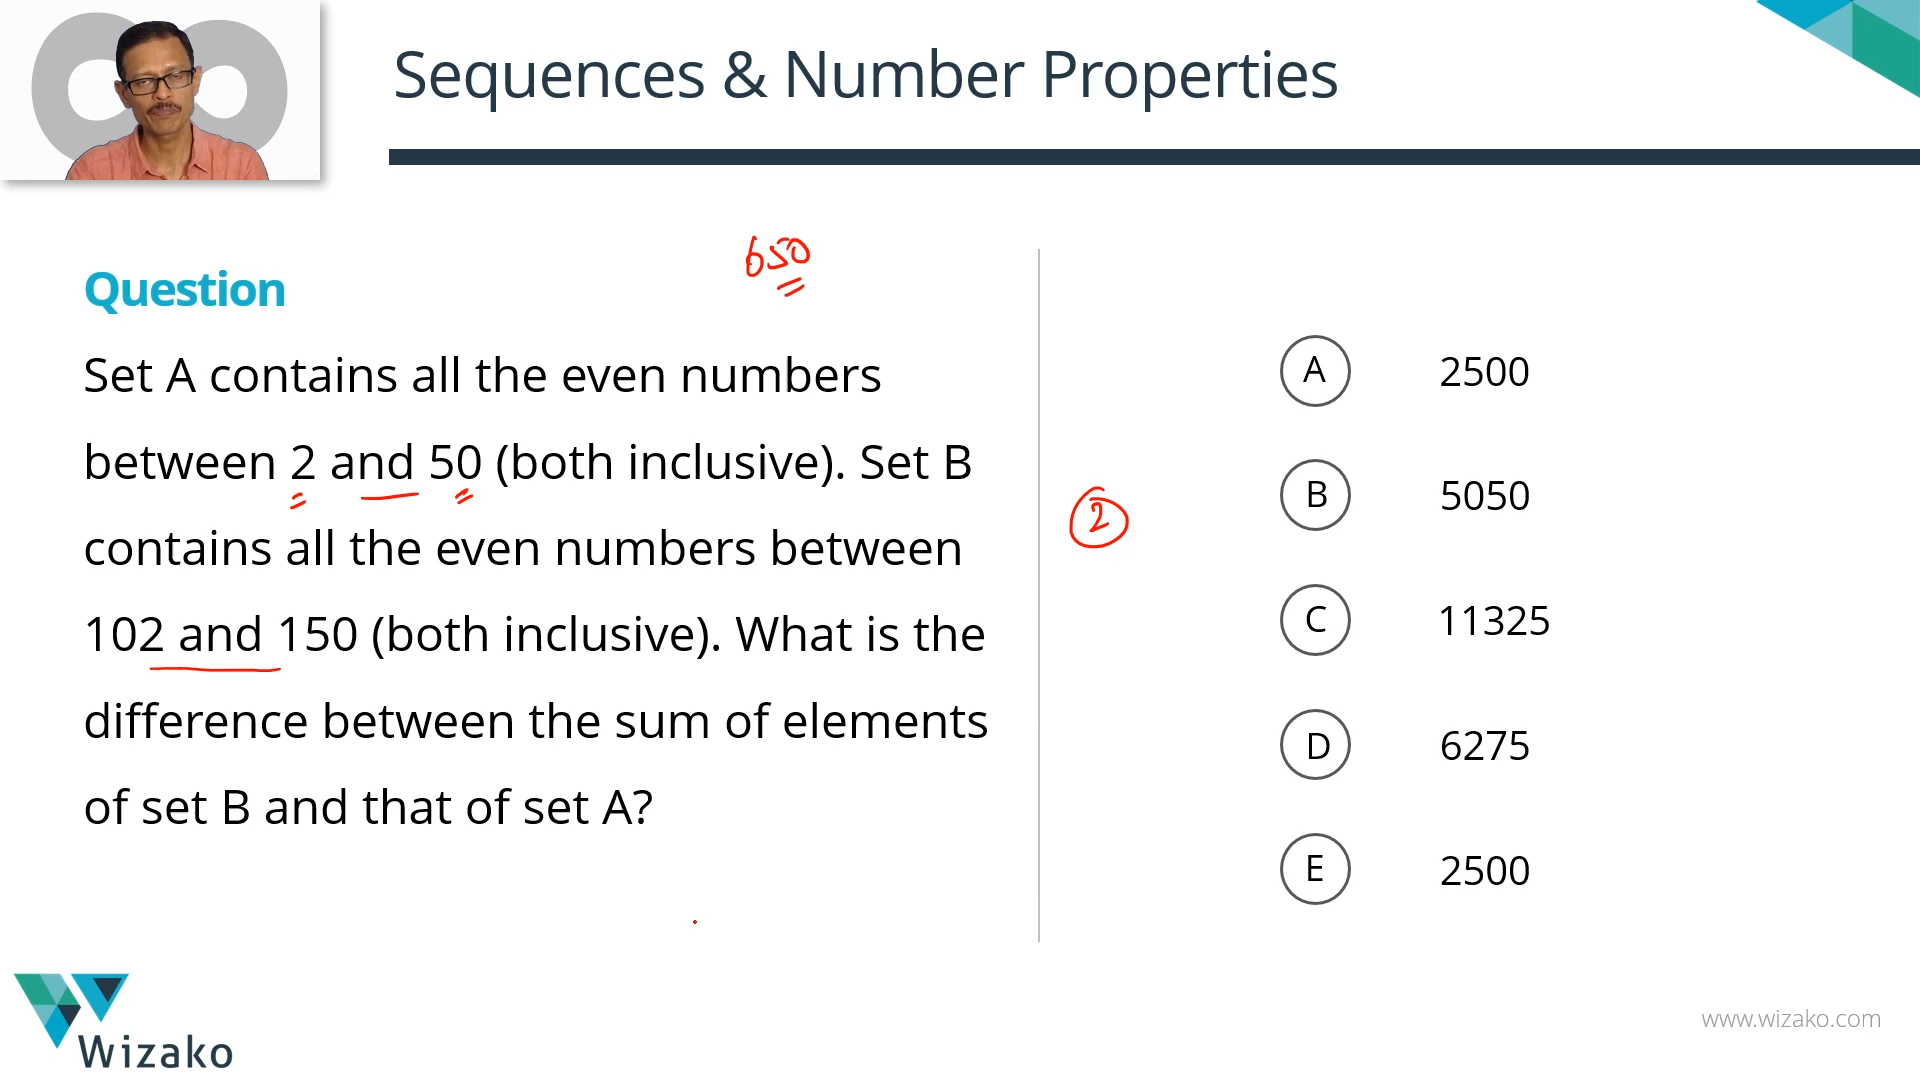 Sequences & Number Properties
650
Question
Set A contains all the even numbers
between 2 and 50 (both inclusive). Set B
contains all the even numbers between
102 and 150 (both inclusive). What is the
difference between the sum of elements
of set B and that of set A?
2
A 2500
B 5050
C 11325
D 6275
E 2500
Wizako
www.wizako.com